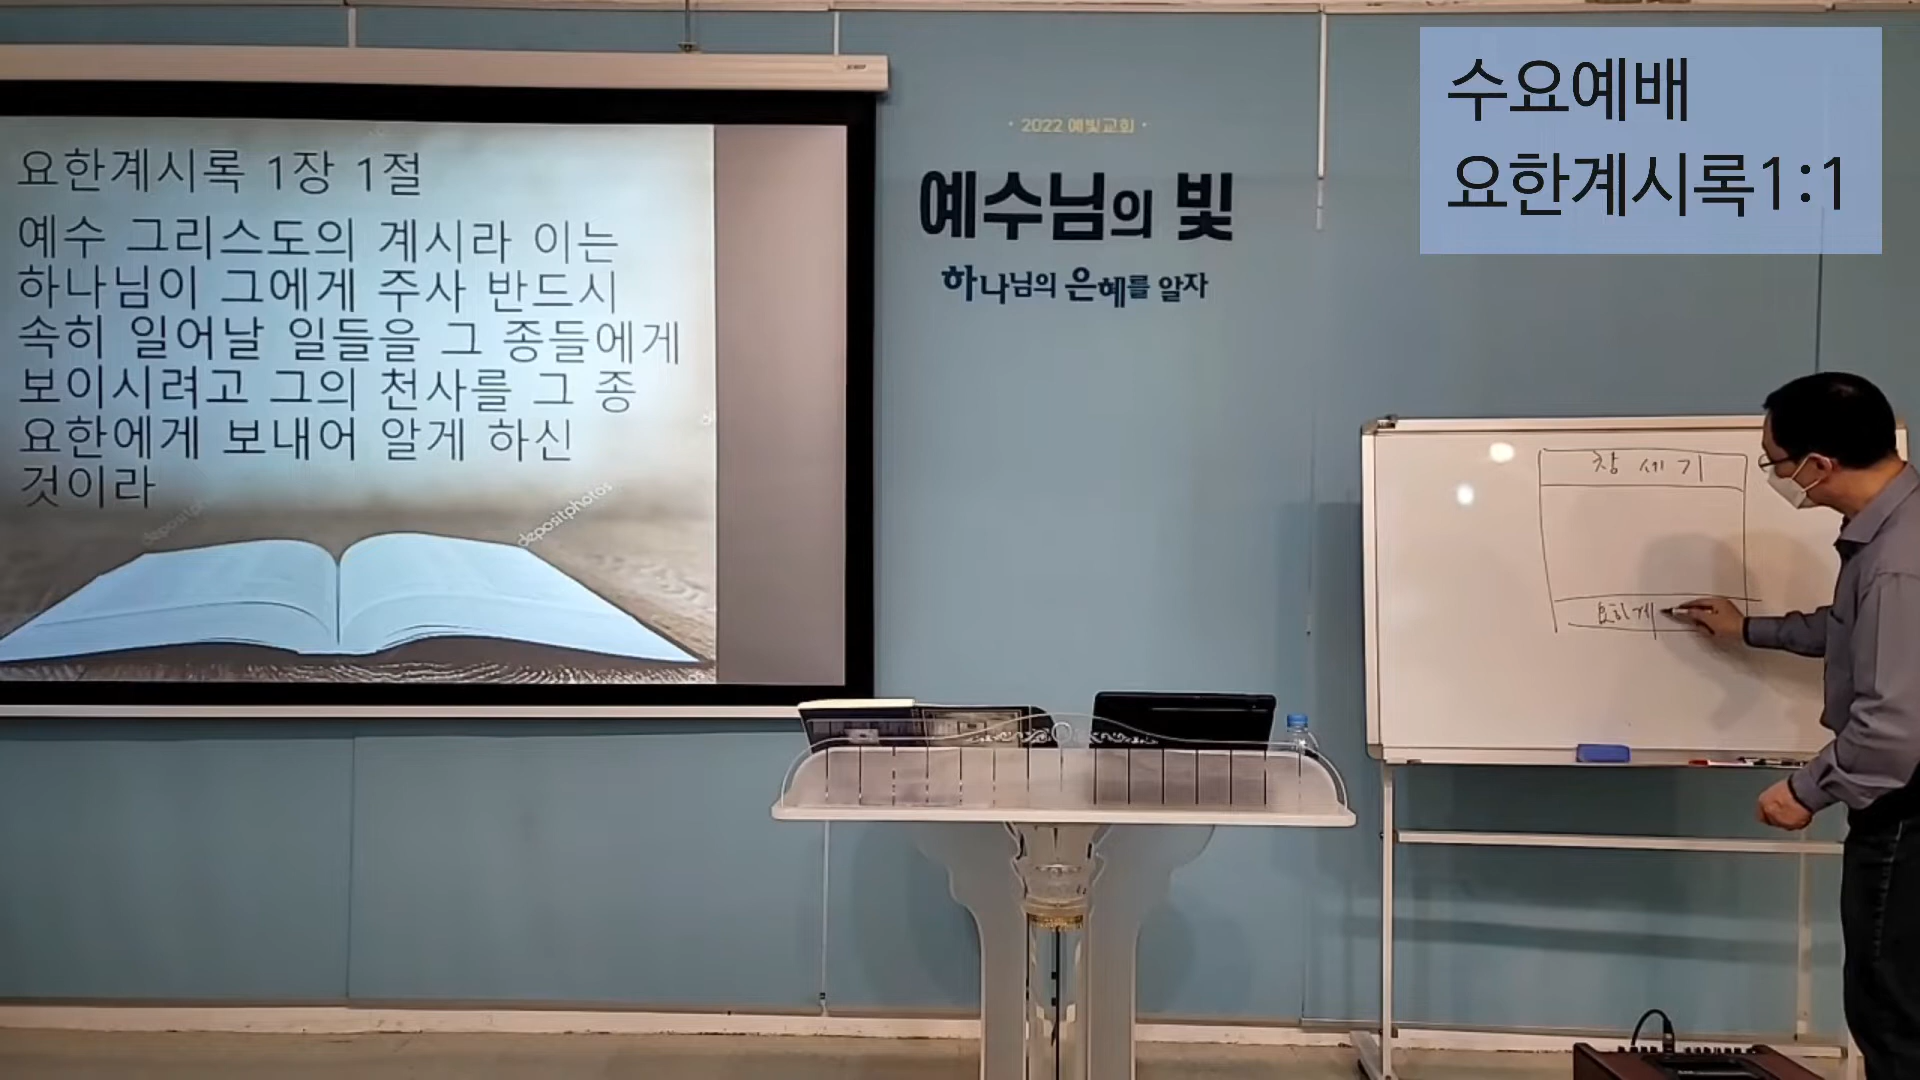 요한계시록 1장 1절
예수 그리스도의 계시라 이는
하나님이 그에게 주사 반드시
속히 일어날 일들을 그 종들에게
보이시려고 그의 천사를 그 종
요한에게 보내어 알게 하신
것이라
depositphotos
depositphotos
• 2022 예빛교회 •
예수님의 빛
하나님의 은혜를 알자
수요예배
요한계시록1:1
창세기
요한계